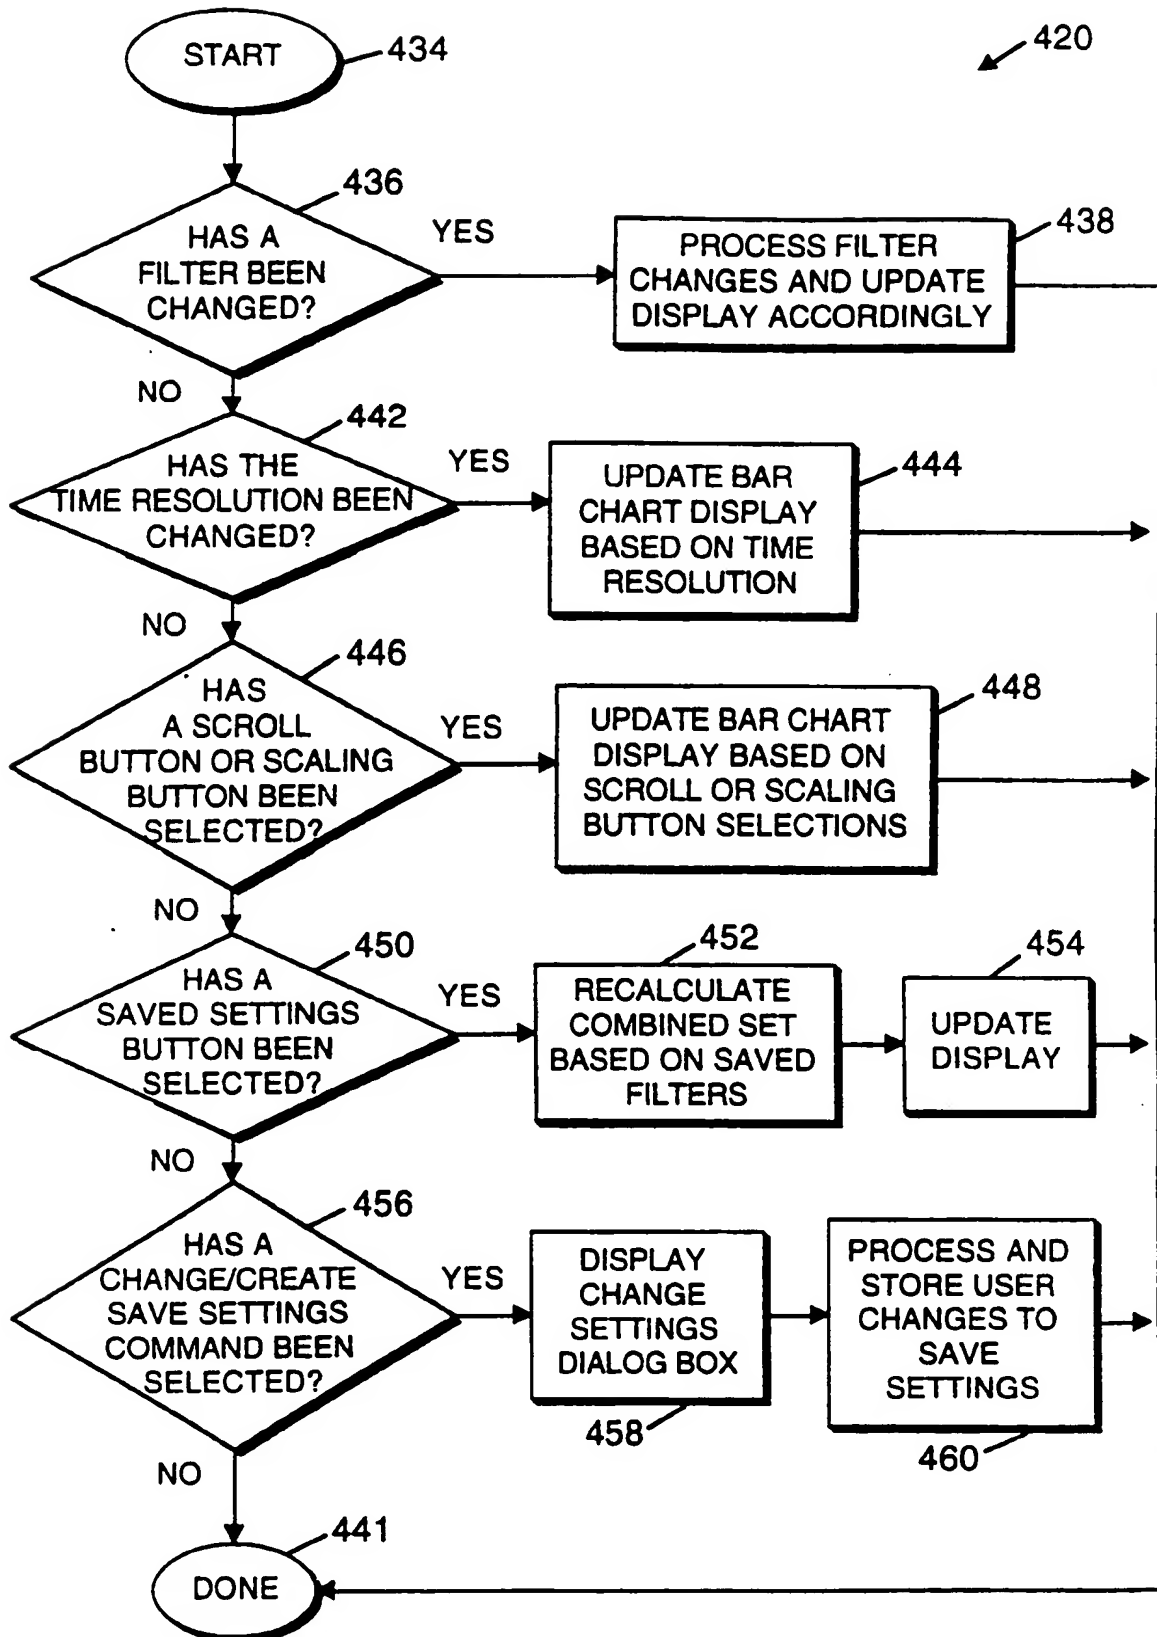 START
434
420
436
HAS A
FILTER BEEN
CHANGED?
YES
438
PROCESS FILTER
CHANGES AND UPDATE
DISPLAY ACCORDINGLY
NO
442
HAS THE
TIME RESOLUTION BEEN
CHANGED?
YES
444
UPDATE BAR
CHART DISPLAY
BASED ON TIME
RESOLUTION
NO
446
HAS
A SCROLL
BUTTON OR SCALING
BUTTON BEEN
SELECTED?
YES
448
UPDATE BAR CHART
DISPLAY BASED ON
SCROLL OR SCALING
BUTTON SELECTIONS
NO
450
HAS A
SAVED SETTINGS
BUTTON BEEN
SELECTED?
YES
452
RECALCULATE
COMBINED SET
BASED ON SAVED
FILTERS
454
UPDATE
DISPLAY
NO
456
HAS A
CHANGE/CREATE
SAVE SETTINGS
COMMAND BEEN
SELECTED?
YES
DISPLAY
CHANGE
SETTINGS
DIALOG BOX
458
PROCESS AND
STORE USER
CHANGES TO
SAVE
SETTINGS
460
NO
441
DONE